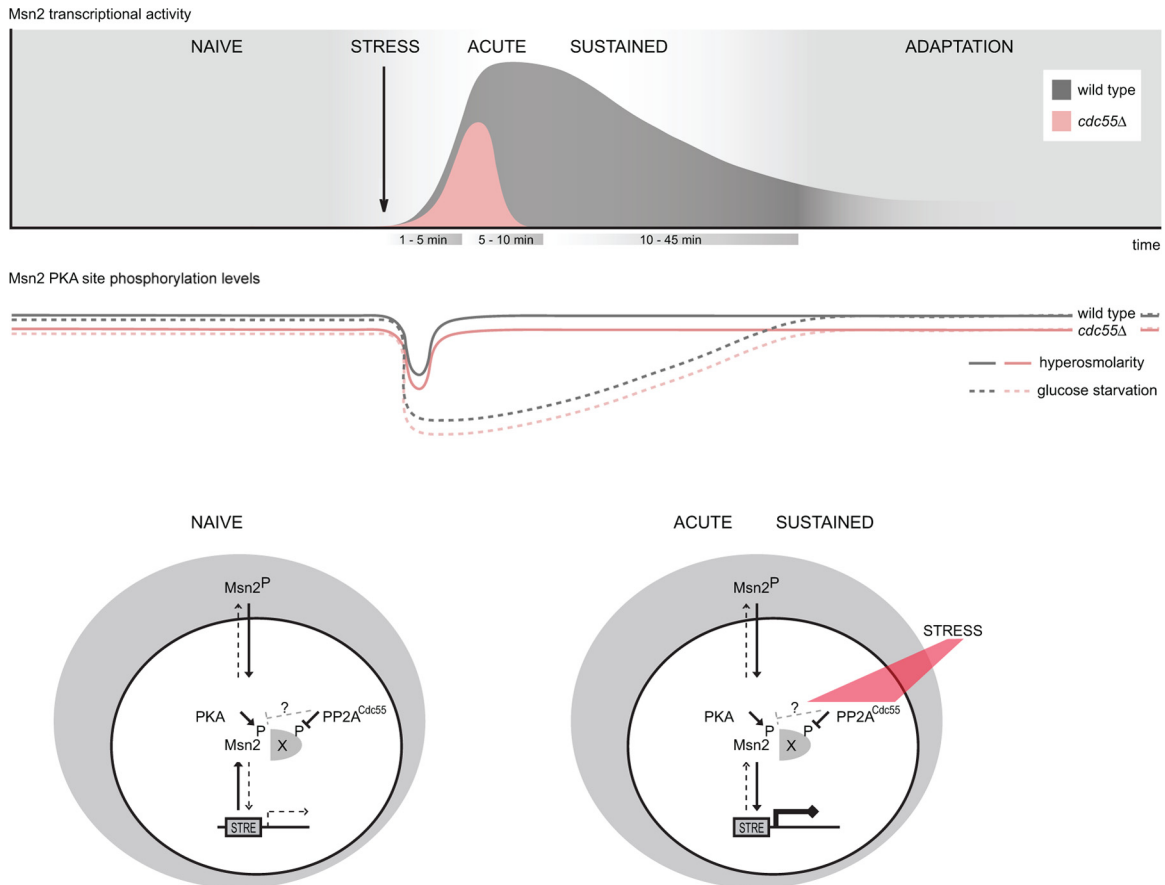 Msn2 transcriptional activity
NAIVE STRESS ACUTE SUSTAINED ADAPTATION
wild type
cdc55Δ
1 - 5 min 5 - 10 min 10 - 45 min
time
Msn2 PKA site phosphorylation levels
wild type
cdc55Δ
hyperosmolarity
glucose starvation
NAIVE
Msn2P
?
PKA PP2ACdc55
P P
Msn2 X
STRE
ACUTE SUSTAINED
Msn2P
STRESS
?
PKA PP2ACdc55
P P
Msn2 X
STRE